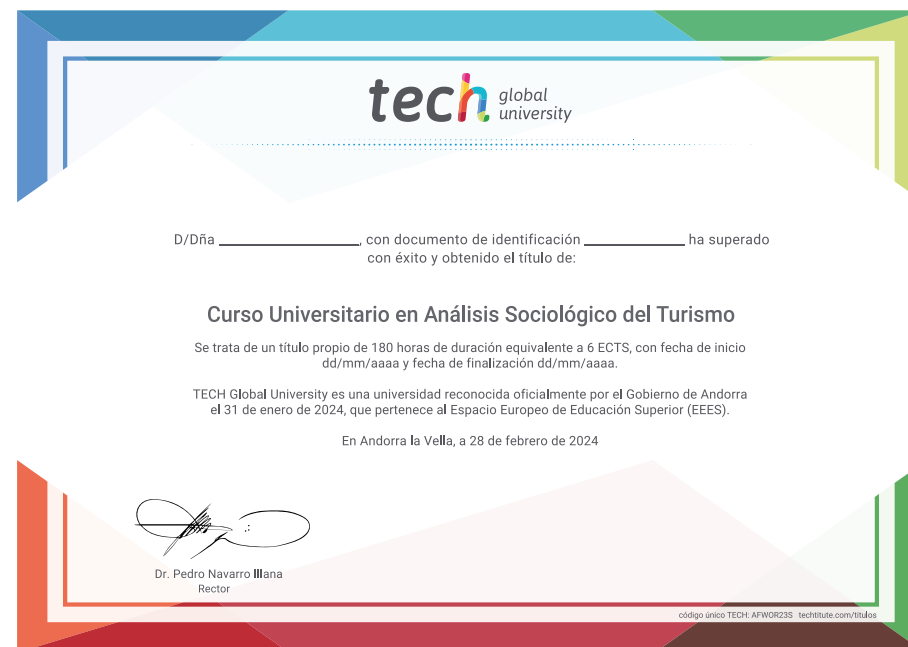 tech global university
D/Dña ____________________, con documento de identificación ______________ ha superado
con éxito y obtenido el título de:
Curso Universitario en Análisis Sociológico del Turismo
Se trata de un título propio de 180 horas de duración equivalente a 6 ECTS, con fecha de inicio
dd/mm/aaaa y fecha de finalización dd/mm/aaaa.
TECH Global University es una universidad reconocida oficialmente por el Gobierno de Andorra
el 31 de enero de 2024, que pertenece al Espacio Europeo de Educación Superior (EEES).
En Andorra la Vella, a 28 de febrero de 2024
Dr. Pedro Navarro Illana
Rector
código único TECH: AFWOR23S techtitute.com/titulos